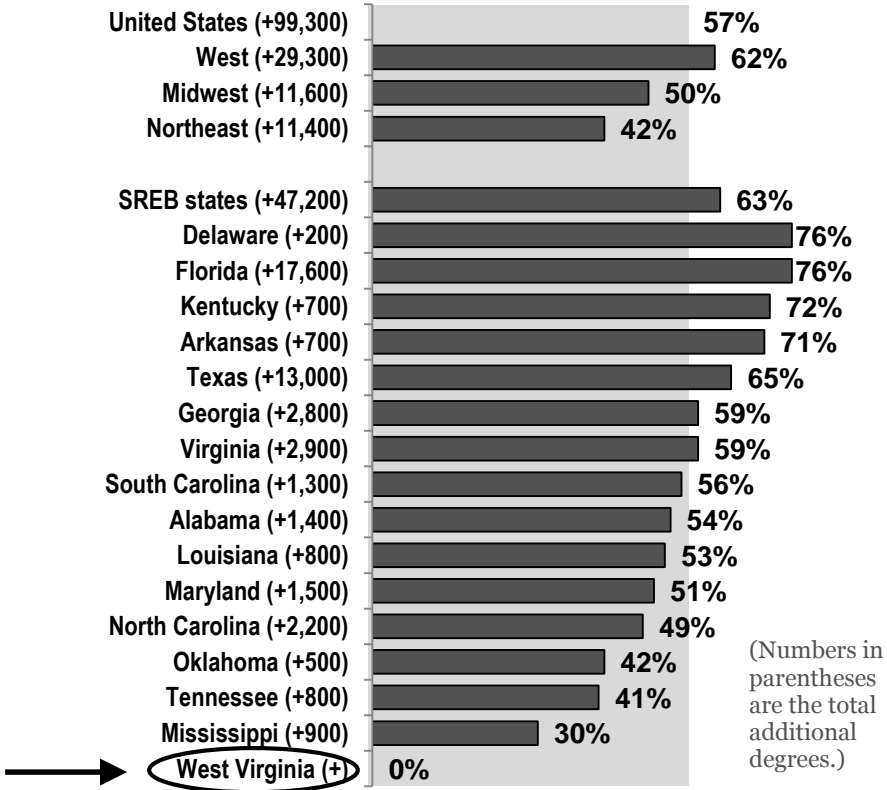 United States (+99,300) 57%
West (+29,300) 62%
Midwest (+11,600) 50%
Northeast (+11,400) 42%
SREB states (+47,200) 63%
Delaware (+200) 76%
Florida (+17,600) 76%
Kentucky (+700) 72%
Arkansas (+700) 71%
Texas (+13,000) 65%
Georgia (+2,800) 59%
Virginia (+2,900) 59%
South Carolina (+1,300) 56%
Alabama (+1,400) 54%
Louisiana (+800) 53%
Maryland (+1,500) 51%
North Carolina (+2,200) 49%
Oklahoma (+500) 42%
Tennessee (+800) 41%
Mississippi (+900) 30%
West Virginia (+) 0%
(Numbers in
parentheses
are the total
additional
degrees.)